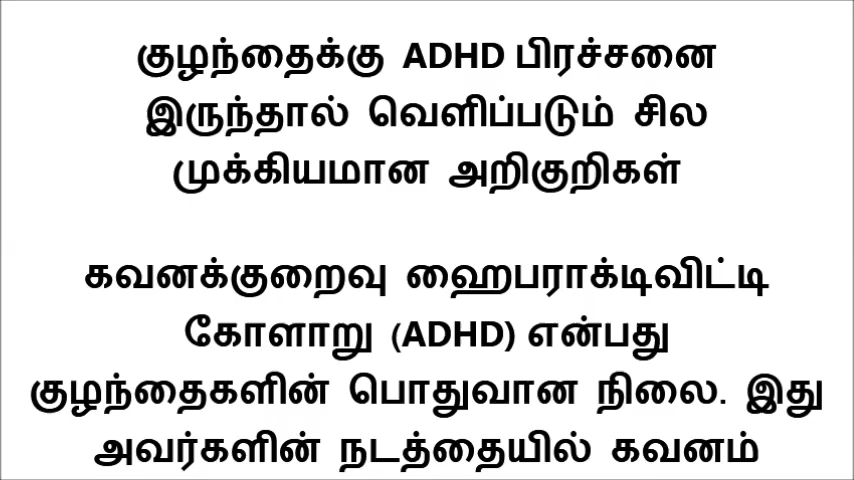 குழந்தைக்கு ADHD பிரச்சனை
இருந்தால் வெளிப்படும் சில
முக்கியமான அறிகுறிகள்
கவனக்குறைவு ஹைபராக்டிவிட்டி
கோளாறு (ADHD) என்பது
குழந்தைகளின் பொதுவான நிலை. இது
அவர்களின் நடத்தையில் கவனம்